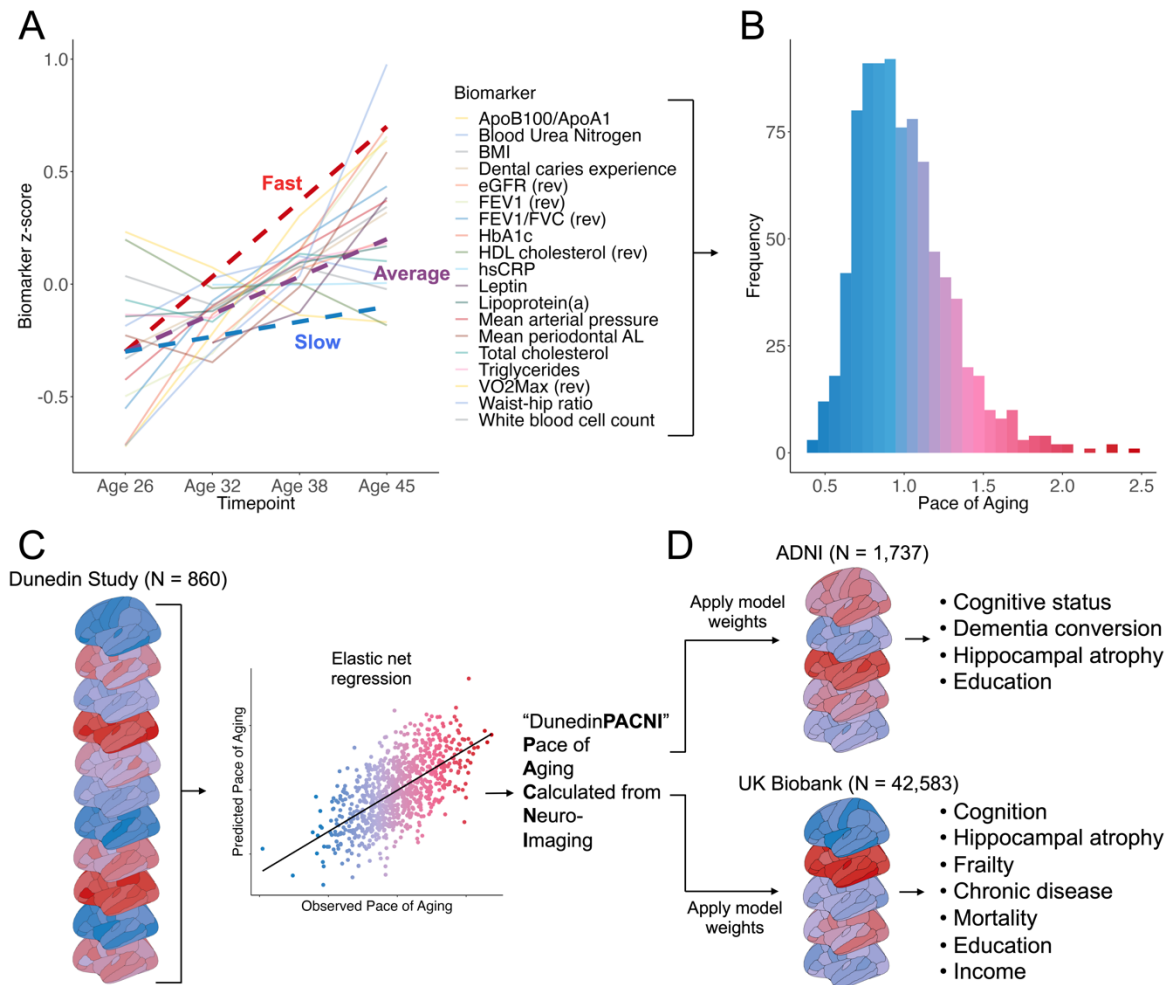 A
1.0
0.5
0.0
-0.5
Biomarker z-score
Fast
Average
Slow
Age 26
Age 32
Age 38
Age 45
Timepoint
Biomarker
ApoB100/ApoA1
Blood Urea Nitrogen
BMI
Dental caries experience
eGFR (rev)
FEV1 (rev)
FEV1/FVC (rev)
HbA1c
HDL cholesterol (rev)
hsCRP
Leptin
Lipoprotein(a)
Mean arterial pressure
Mean periodontal AL
Total cholesterol
Triglycerides
VO2Max (rev)
Waist-hip ratio
White blood cell count
B
75
50
25
0
Frequency
0.5
1.0
1.5
2.0
2.5
Pace of Aging
C
Dunedin Study (N = 860)
Elastic net
regression
Predicted Pace of Aging
Observed Pace of Aging
“DunedinPACNI”
Pace of
Aging
Calculated from
Neuro-
Imaging
D
Apply model
weights
ADNI (N = 1,737)
• Cognitive status
• Dementia conversion
• Hippocampal atrophy
• Education
Apply model
weights
UK Biobank (N = 42,583)
• Cognition
• Hippocampal atrophy
• Frailty
• Chronic disease
• Mortality
• Education
• Income